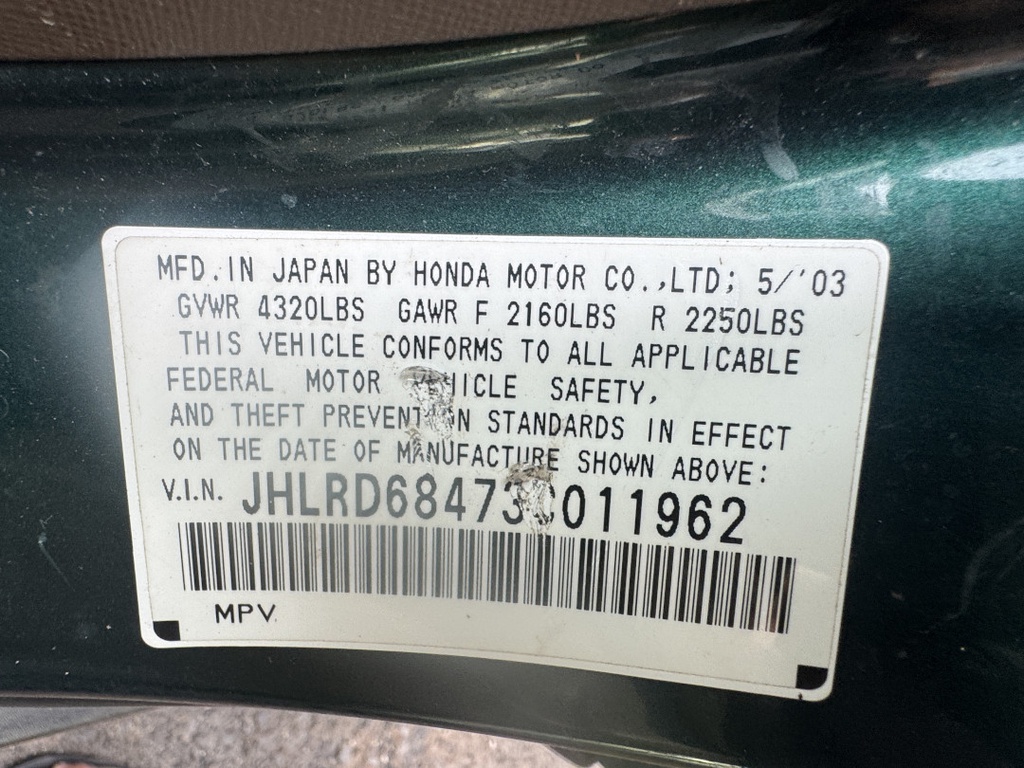 MFD. IN JAPAN BY HONDA MOTOR CO.,LTD; 5/'03
GVWR 4320LBS GAWR F 2160LBS R 2250LBS
THIS VEHICLE CONFORMS TO ALL APPLICABLE
FEDERAL MOTOR VEHICLE SAFETY,
AND THEFT PREVENTION STANDARDS IN EFFECT
ON THE DATE OF MANUFACTURE SHOWN ABOVE:
V.I.N. JHLRD68473C011962
MPV